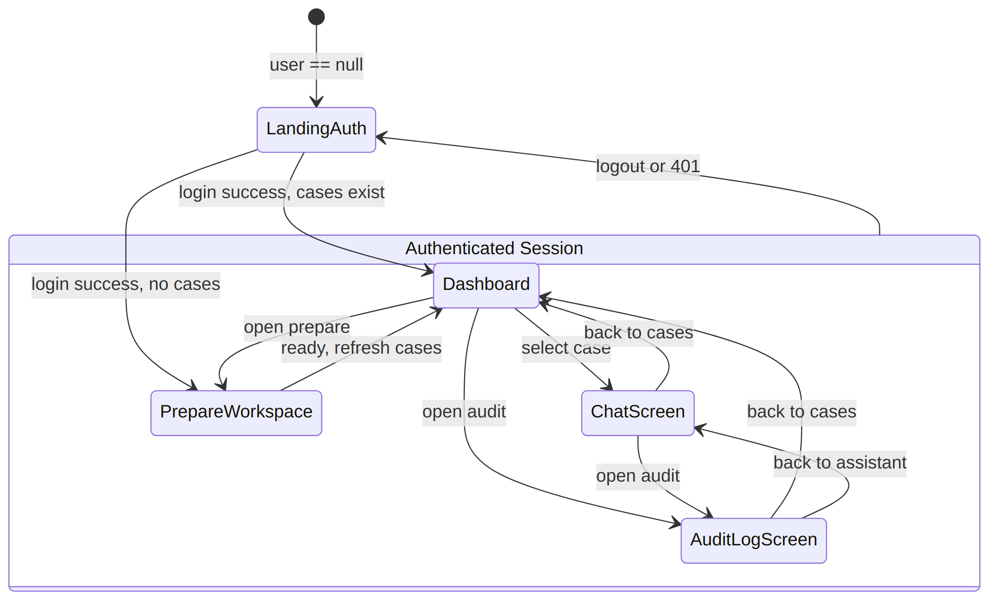 user == null
LandingAuth
logout or 401
login success, cases exist
Authenticated Session
login success, no cases
Dashboard
open prepare
back to cases
ready, refresh cases
select case
PrepareWorkspace
open audit
ChatScreen
back to cases
back to assistant
open audit
AuditLogScreen